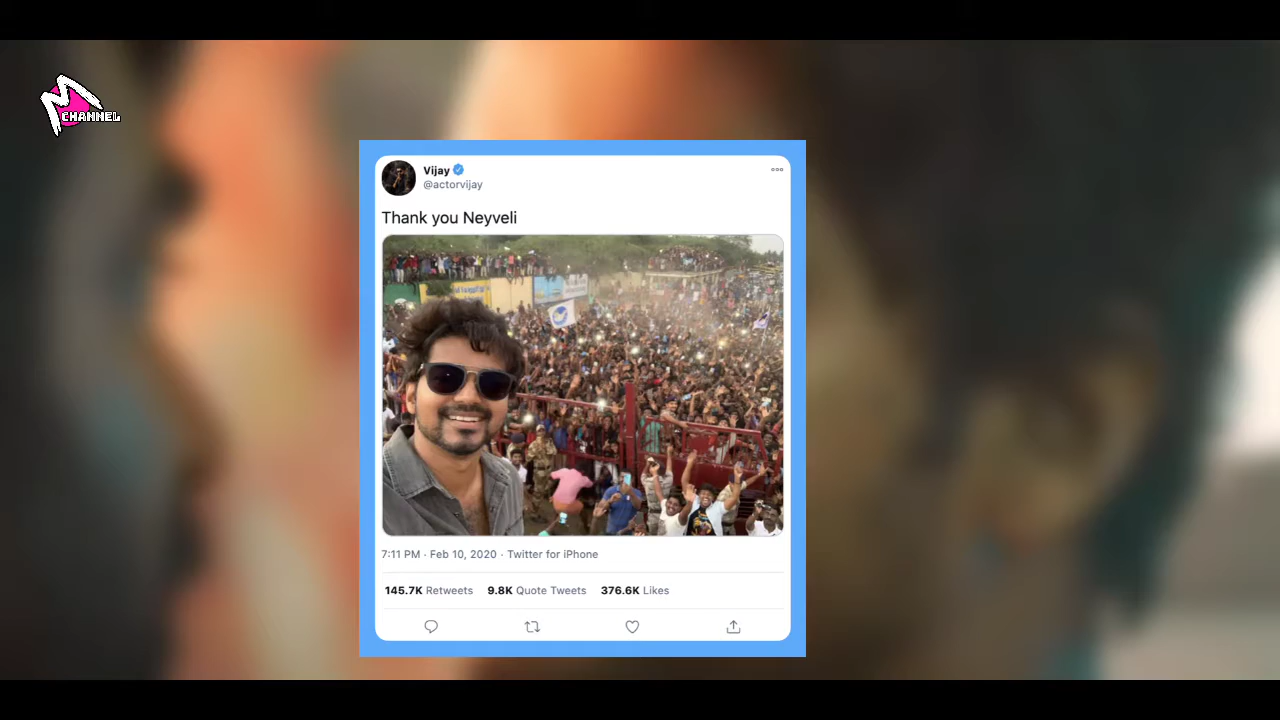 M
CHANNEL
Vijay
@actorvijay
Thank you Neyveli
7:11 PM · Feb 10, 2020 · Twitter for iPhone
145.7K Retweets 9.8K Quote Tweets 376.6K Likes